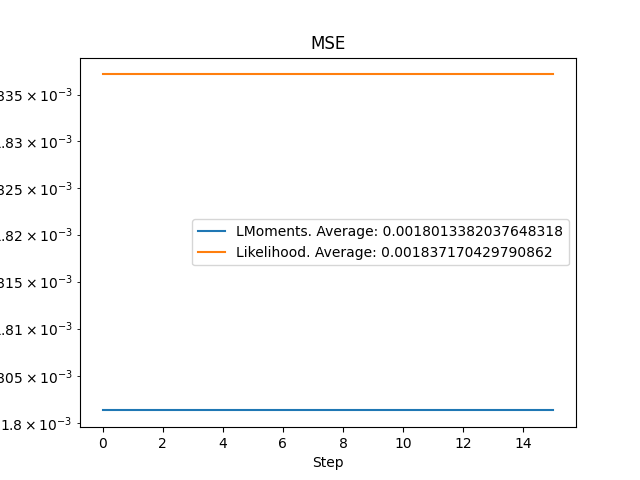 MSE
835 × 10⁻³
.83 × 10⁻³
825 × 10⁻³
.82 × 10⁻³
815 × 10⁻³
.81 × 10⁻³
805 × 10⁻³
1.8 × 10⁻³
LMoments. Average: 0.0018013382037648318
Likelihood. Average: 0.001837170429790862
0 2 4 6 8 10 12 14
Step